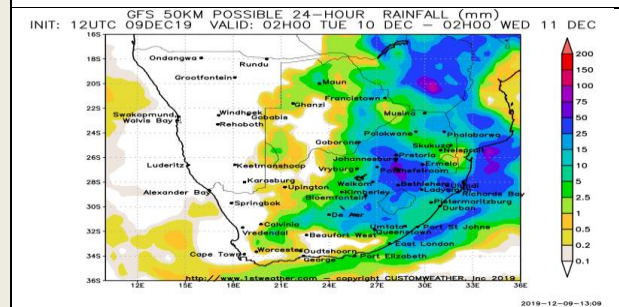 GFS 50KM POSSIBLE 24-HOUR RAINFALL (mm)
INIT: 12UTC 09DEC19 VALID: 02H00 TUE 10 DEC – 02H00 WED 11 DEC
16S
18S
20S
22S
24S
26S
28S
30S
32S
34S
36S
Ondangwa
Rundu
Grootfontein
Maun
Francistown
Ghanzi
Swakopmund
Walvis Bay
Windhoek
Gobabis
Rehoboth
Musina
Polokwane
Phalaborwa
Gaborone
Skukuza
Nelspruit
Pretoria
Johannesburg
Ermelo
Luderitz
Keetmanshoop
Vryburg
Potchefstroom
Karasburg
Welkom
Bethlehem
Ladysmith
Alexander Bay
Upington
Kimberley
Richards Bay
Bloemfontein
Springbok
Pietermaritzburg
Durban
De Aar
Calvinia
Umtata
Port St Johns
Vredendal
Queenstown
Beaufort West
East London
Worcester
Oudtshoorn
Cape Town
George
Port Elizabeth
http://www.1stweather.com – copyright CUSTOMWEATHER, Inc 2019
12E 15E 18E 21E 24E 27E 30E 33E 36E
200
150
100
75
50
25
15
10
5
2.5
1
0.5
0.2
0.1
2019-12-09-13:09